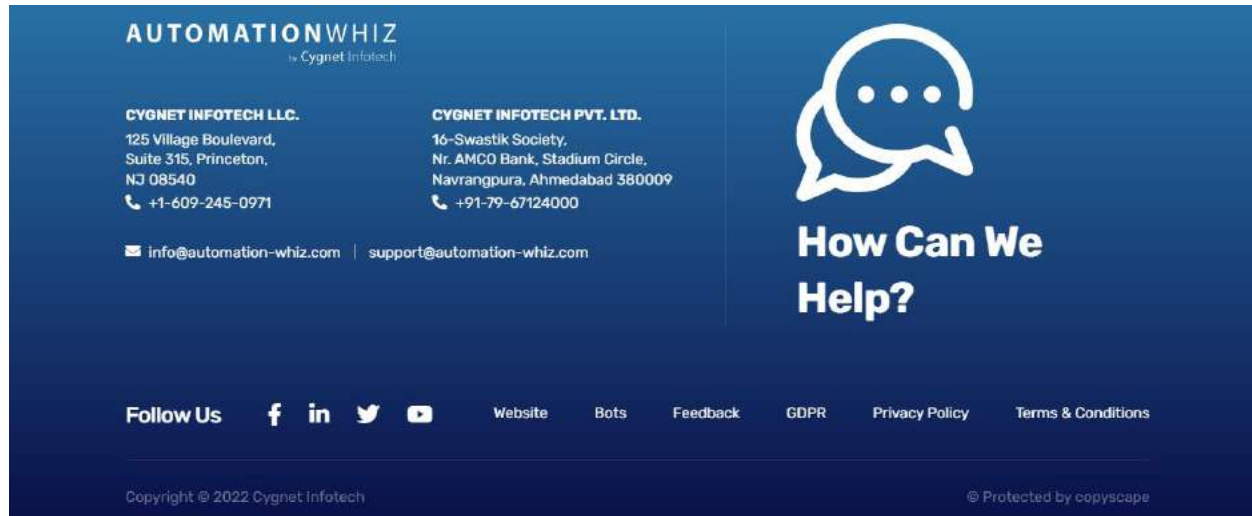 AUTOMATIONWHIZ
by Cygnet Infotech
CYGNET INFOTECH LLC.
125 Village Boulevard,
Suite 315, Princeton,
NJ 08540
+1-609-245-0971
CYGNET INFOTECH PVT. LTD.
16-Swastik Society,
Nr. AMCO Bank, Stadium Circle,
Navrangpura, Ahmedabad 380009
+91-79-67124000
info@automation-whiz.com | support@automation-whiz.com
How Can We
Help?
Follow Us Website Bots Feedback GDPR Privacy Policy Terms & Conditions
Copyright © 2022 Cygnet Infotech
© Protected by copyscape